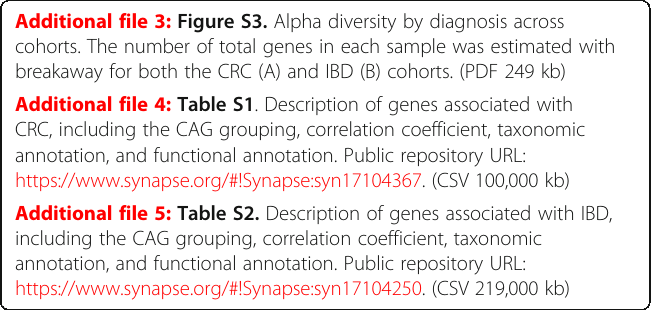 Additional file 3: Figure S3. Alpha diversity by diagnosis across
cohorts. The number of total genes in each sample was estimated with
breakaway for both the CRC (A) and IBD (B) cohorts. (PDF 249 kb)
Additional file 4: Table S1. Description of genes associated with
CRC, including the CAG grouping, correlation coefficient, taxonomic
annotation, and functional annotation. Public repository URL:
https://www.synapse.org/#!Synapse:syn17104367. (CSV 100,000 kb)
Additional file 5: Table S2. Description of genes associated with IBD,
including the CAG grouping, correlation coefficient, taxonomic
annotation, and functional annotation. Public repository URL:
https://www.synapse.org/#!Synapse:syn17104250. (CSV 219,000 kb)